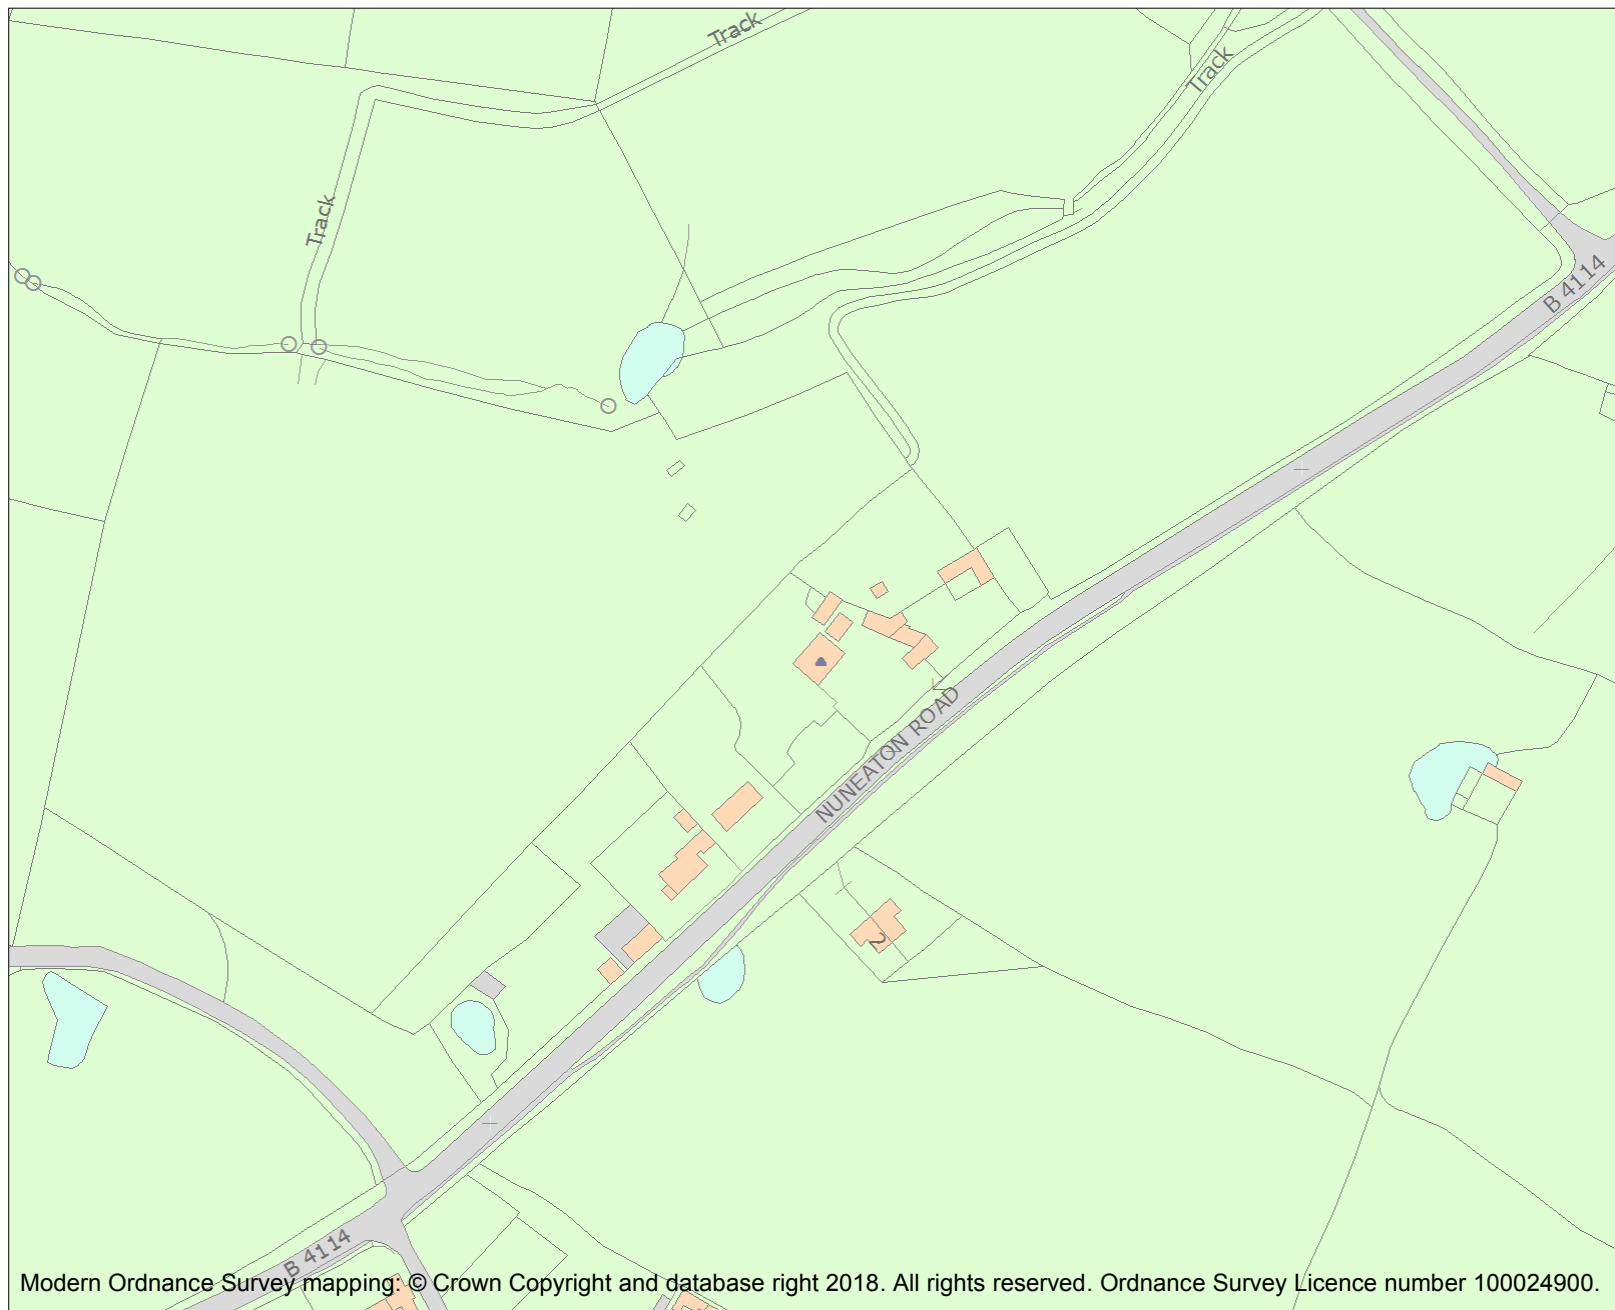 Track
Track
Track
B 4114
NUNEATON ROAD
2
B 4114
Modern Ordnance Survey mapping: © Crown Copyright and database right 2018. All rights reserved. Ordnance Survey Licence number 100024900.